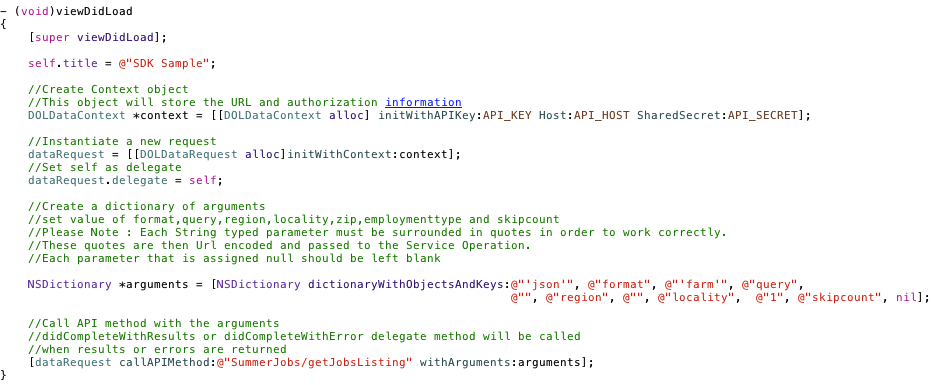 - (void)viewDidLoad
{
[super viewDidLoad];
self.title = @"SDK Sample";
//Create Context object
//This object will store the URL and authorization information
DOLDataContext *context = [[DOLDataContext alloc] initWithAPIKey:API_KEY Host:API_HOST SharedSecret:API_SECRET];
//Instantiate a new request
dataRequest = [[DOLDataRequest alloc]initWithContext:context];
//Set self as delegate
dataRequest.delegate = self;
//Create a dictionary of arguments
//set value of format,query,region,locality,zip,employmenttype and skipcount
//Please Note : Each String typed parameter must be surrounded in quotes in order to work correctly.
//These quotes are then Url encoded and passed to the Service Operation.
//Each parameter that is assigned null should be left blank
NSDictionary *arguments = [NSDictionary dictionaryWithObjectsAndKeys:@"'json'", @"format", @"'farm'", @"query",
@"", @"region", @"", @"locality",  @"1", @"skipcount", nil];
//Call API method with the arguments
//didCompleteWithResults or didCompleteWithError delegate method will be called
//when results or errors are returned
[dataRequest callAPIMethod:@"SummerJobs/getJobsListing" withArguments:arguments];
}